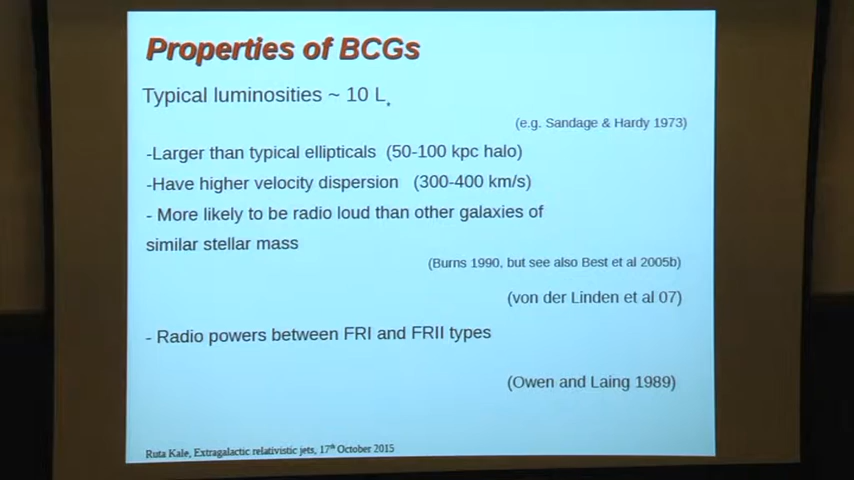 Properties of BCGs
Typical luminosities ~ 10 L*
(e.g. Sandage & Hardy 1973)
-Larger than typical ellipticals (50-100 kpc halo)
-Have higher velocity dispersion (300-400 km/s)
- More likely to be radio loud than other galaxies of
similar stellar mass
(Burns 1990, but see also Best et al 2005b)
(von der Linden et al 07)
- Radio powers between FRI and FRII types
(Owen and Laing 1989)
Ruta Kale, Extragalactic relativistic jets, 17th October 2015